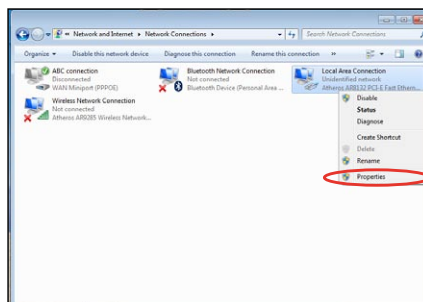 Network and Internet ▸ Network Connections ▸
Search Network Connections
Organize ▾ Disable this network device Diagnose this connection Rename this connection »
ABC connection
Disconnected
WAN Miniport (PPPOE)
Bluetooth Network Connection
Not connected
Bluetooth Device (Personal Area ...
Local Area Connection
Unidentified network
Atheros AR8132 PCI-E Fast Ethern...
Wireless Network Connection
Not connected
Atheros AR9285 Wireless Network...
Disable
Status
Diagnose
Create Shortcut
Delete
Rename
Properties